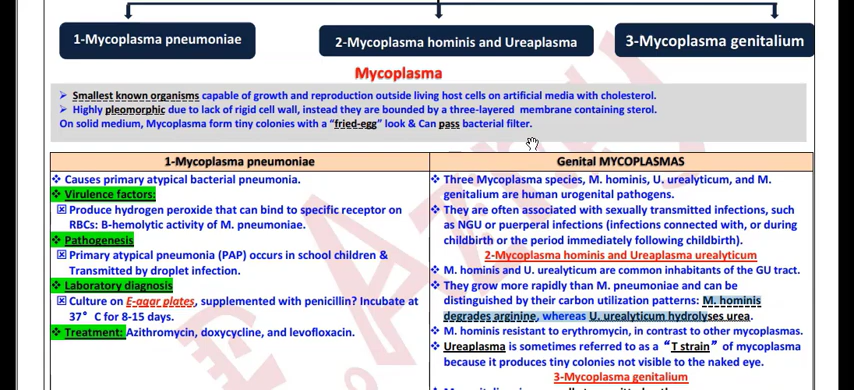 1-Mycoplasma pneumoniae
2-Mycoplasma hominis and Ureaplasma
3-Mycoplasma genitalium
Mycoplasma
➢ Smallest known organisms capable of growth and reproduction outside living host cells on artificial media with cholesterol.
➢ Highly pleomorphic due to lack of rigid cell wall, instead they are bounded by a three-layered membrane containing sterol.
On solid medium, Mycoplasma form tiny colonies with a "fried-egg" look & Can pass bacterial filter.
1-Mycoplasma pneumoniae
❖ Causes primary atypical bacterial pneumonia.
❖ Virulence factors:
☒ Produce hydrogen peroxide that can bind to specific receptor on
RBCs: B-hemolytic activity of M. pneumoniae.
❖ Pathogenesis
☒ Primary atypical pneumonia (PAP) occurs in school children &
Transmitted by droplet infection.
❖ Laboratory diagnosis
☒ Culture on E-agar plates, supplemented with penicillin? Incubate at
37° C for 8-15 days.
❖ Treatment: Azithromycin, doxycycline, and levofloxacin.
Genital MYCOPLASMAS
❖ Three Mycoplasma species, M. hominis, U. urealyticum, and M.
genitalium are human urogenital pathogens.
❖ They are often associated with sexually transmitted infections, such
as NGU or puerperal infections (infections connected with, or during
childbirth or the period immediately following childbirth).
2-Mycoplasma hominis and Ureaplasma urealyticum
❖ M. hominis and U. urealyticum are common inhabitants of the GU tract.
❖ They grow more rapidly than M. pneumoniae and can be
distinguished by their carbon utilization patterns: M. hominis
degrades arginine, whereas U. urealyticum hydrolyses urea.
❖ M. hominis resistant to erythromycin, in contrast to other mycoplasmas.
❖ Ureaplasma is sometimes referred to as a "T strain" of mycoplasma
because it produces tiny colonies not visible to the naked eye.
3-Mycoplasma genitalium